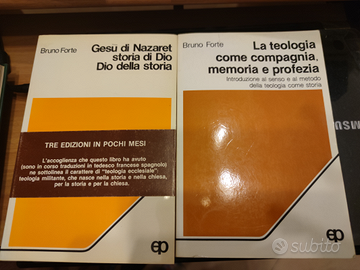 Bruno Forte
Gesù di Nazaret
storia di Dio
Dio della storia
TRE EDIZIONI IN POCHI MESI
L'accoglienza che questo libro ha avuto
(sono in corso traduzioni in tedesco francese spagnolo)
ne sottolinea il carattere di "teologia ecclesiale":
teologia militante, che nasce nella storia e nella chiesa,
per la storia e per la chiesa.
ep
Bruno Forte
La teologia
come compagnia,
memoria e profezia
Introduzione al senso e al metodo
della teologia come storia
ep
SAMSUNG
subito